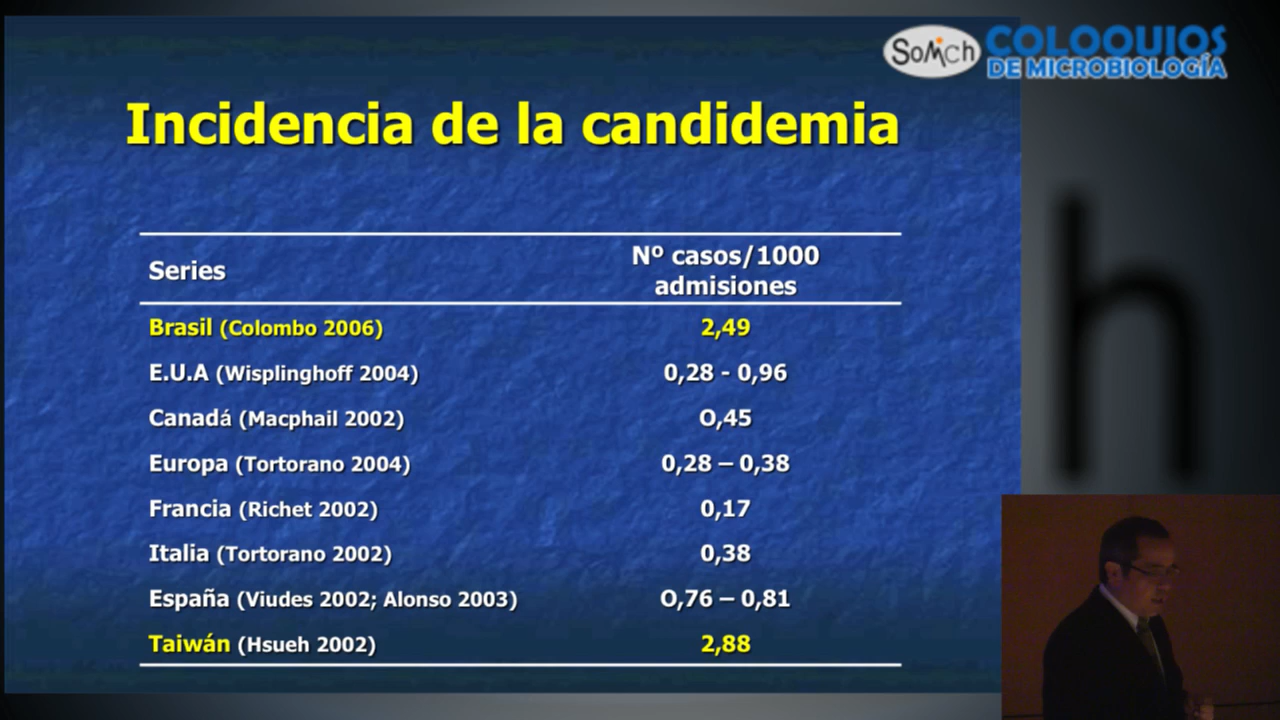 SoMich COLOQUIOS
DE MICROBIOLOGÍA
Incidencia de la candidemia
Series Nº casos/1000
admisiones
Brasil (Colombo 2006) 2,49
E.U.A (Wisplinghoff 2004) 0,28 - 0,96
Canadá (Macphail 2002) O,45
Europa (Tortorano 2004) 0,28 – 0,38
Francia (Richet 2002) 0,17
Italia (Tortorano 2002) 0,38
España (Viudes 2002; Alonso 2003) O,76 – 0,81
Taiwán (Hsueh 2002) 2,88
h